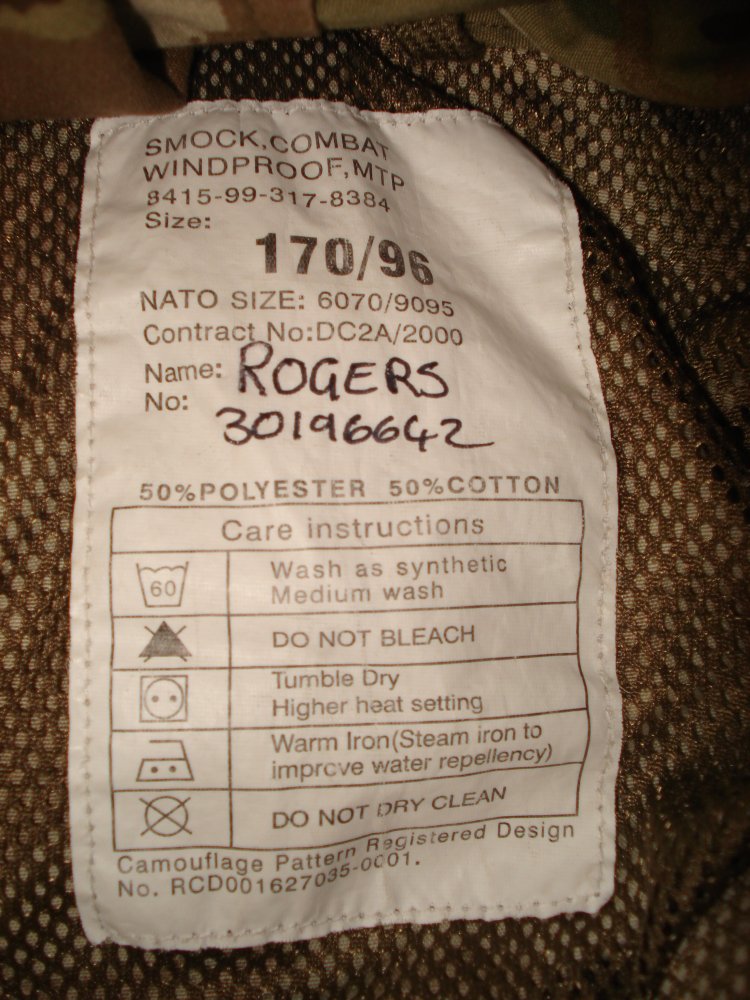 SMOCK,COMBAT
WINDPROOF,MTP
8415-99-317-8384
Size:
170/96
NATO SIZE: 6070/9095
Contract No:DC2A/2000
Name: ROGERS
No: 30196642
50%POLYESTER 50%COTTON
Care instructions
60
Wash as synthetic
Medium wash
DO NOT BLEACH
Tumble Dry
Higher heat setting
Warm Iron(Steam iron to
improve water repellency)
DO NOT DRY CLEAN
Camouflage Pattern Registered Design
No. RCD001627035-0001.